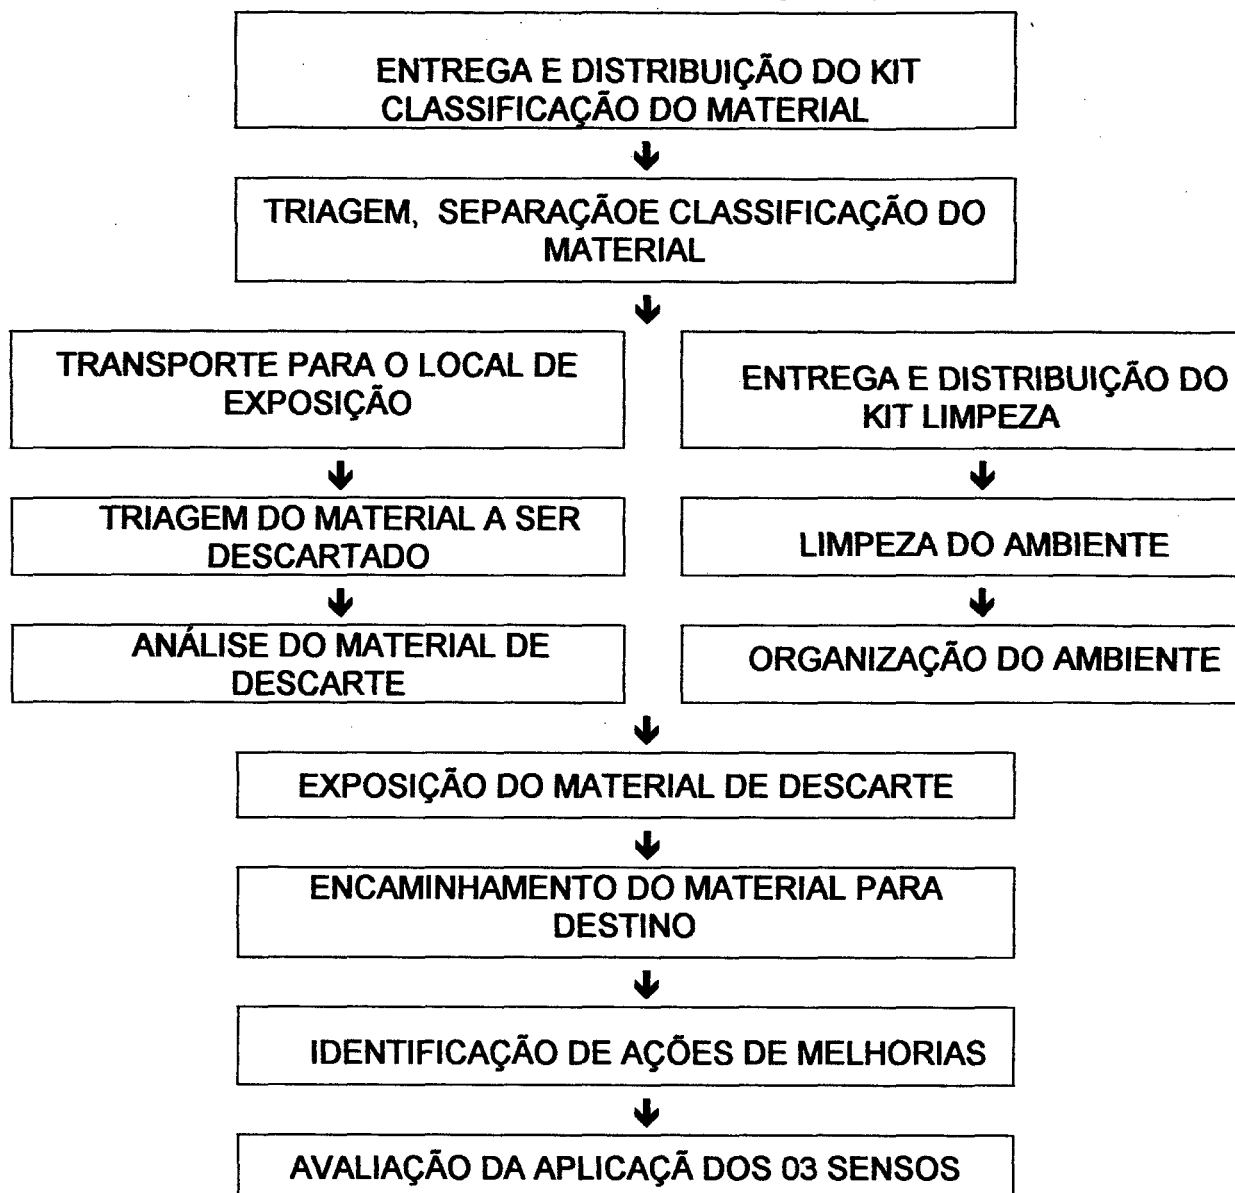 ENTREGA E DISTRIBUIÇÃO DO KIT
CLASSIFICAÇÃO DO MATERIAL
TRIAGEM, SEPARAÇÃOE CLASSIFICAÇÃO DO
MATERIAL
TRANSPORTE PARA O LOCAL DE
EXPOSIÇÃO
TRIAGEM DO MATERIAL A SER
DESCARTADO
ANÁLISE DO MATERIAL DE
DESCARTE
ENTREGA E DISTRIBUIÇÃO DO
KIT LIMPEZA
LIMPEZA DO AMBIENTE
ORGANIZAÇÃO DO AMBIENTE
EXPOSIÇÃO DO MATERIAL DE DESCARTE
ENCAMINHAMENTO DO MATERIAL PARA
DESTINO
IDENTIFICAÇÃO DE AÇÕES DE MELHORIAS
AVALIAÇÃO DA APLICAÇÃ DOS 03 SENSOS